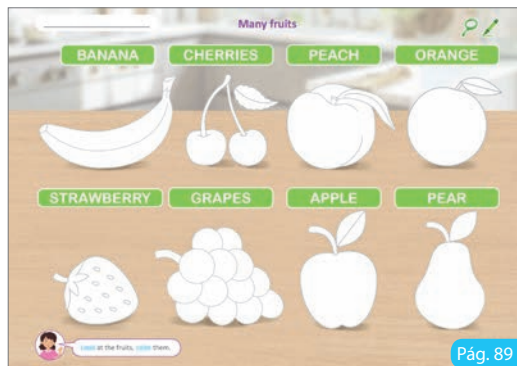 Many fruits
BANANA CHERRIES PEACH ORANGE
STRAWBERRY GRAPES APPLE PEAR
Look at the fruits, color them.
Pág. 89